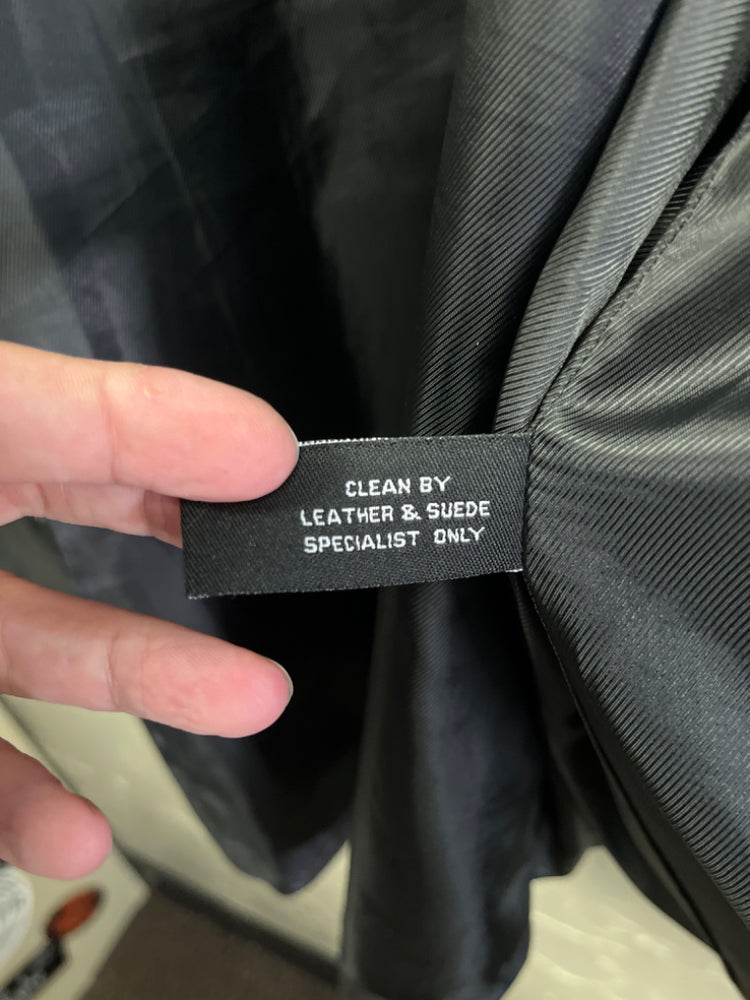 CLEAN BY
LEATHER & SUEDE
SPECIALIST ONLY